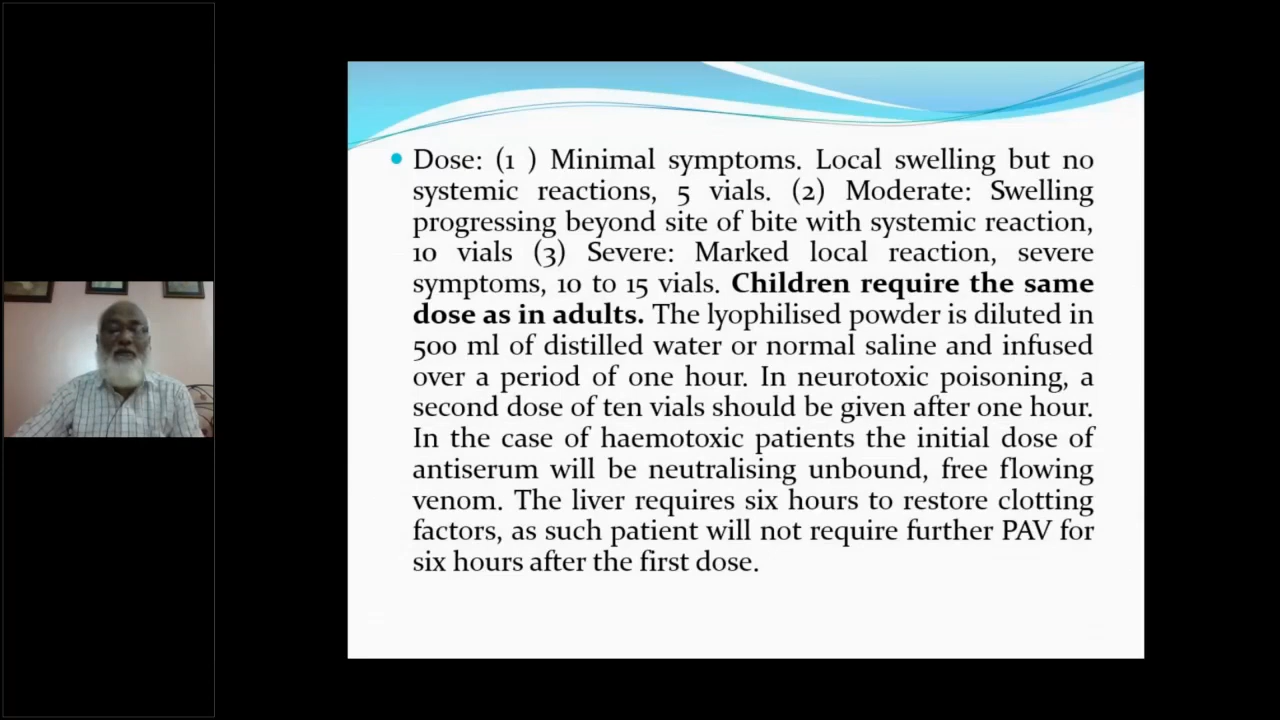 Dose: (1 ) Minimal symptoms. Local swelling but no
systemic reactions, 5 vials. (2) Moderate: Swelling
progressing beyond site of bite with systemic reaction,
10 vials (3) Severe: Marked local reaction, severe
symptoms, 10 to 15 vials. Children require the same
dose as in adults. The lyophilised powder is diluted in
500 ml of distilled water or normal saline and infused
over a period of one hour. In neurotoxic poisoning, a
second dose of ten vials should be given after one hour.
In the case of haemotoxic patients the initial dose of
antiserum will be neutralising unbound, free flowing
venom. The liver requires six hours to restore clotting
factors, as such patient will not require further PAV for
six hours after the first dose.